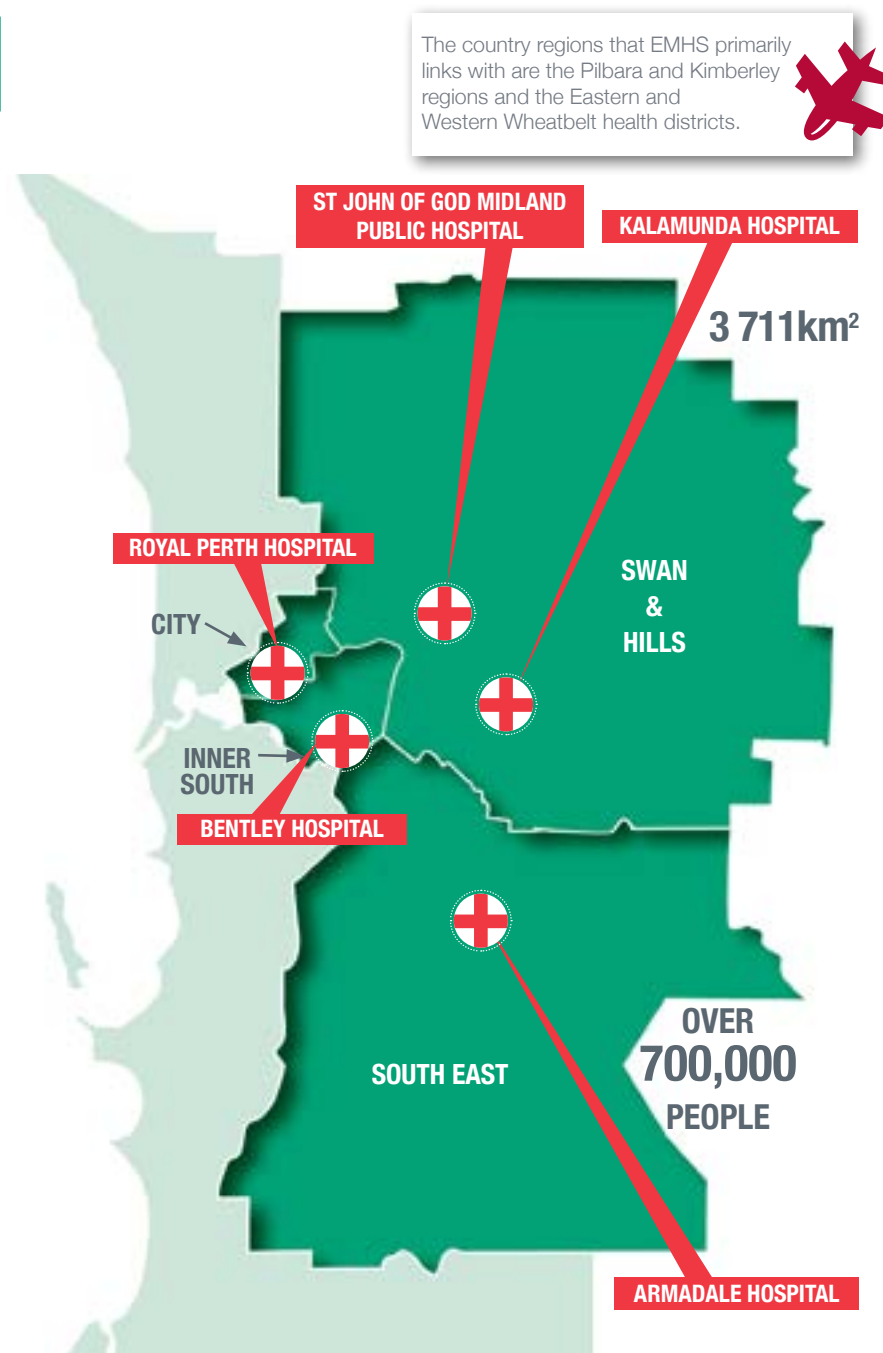 The country regions that EMHS primarily
links with are the Pilbara and Kimberley
regions and the Eastern and
Western Wheatbelt health districts.
ST JOHN OF GOD MIDLAND
PUBLIC HOSPITAL
KALAMUNDA HOSPITAL
3 711km²
ROYAL PERTH HOSPITAL
SWAN
&
HILLS
CITY
INNER
SOUTH
BENTLEY HOSPITAL
OVER
700,000
PEOPLE
SOUTH EAST
ARMADALE HOSPITAL